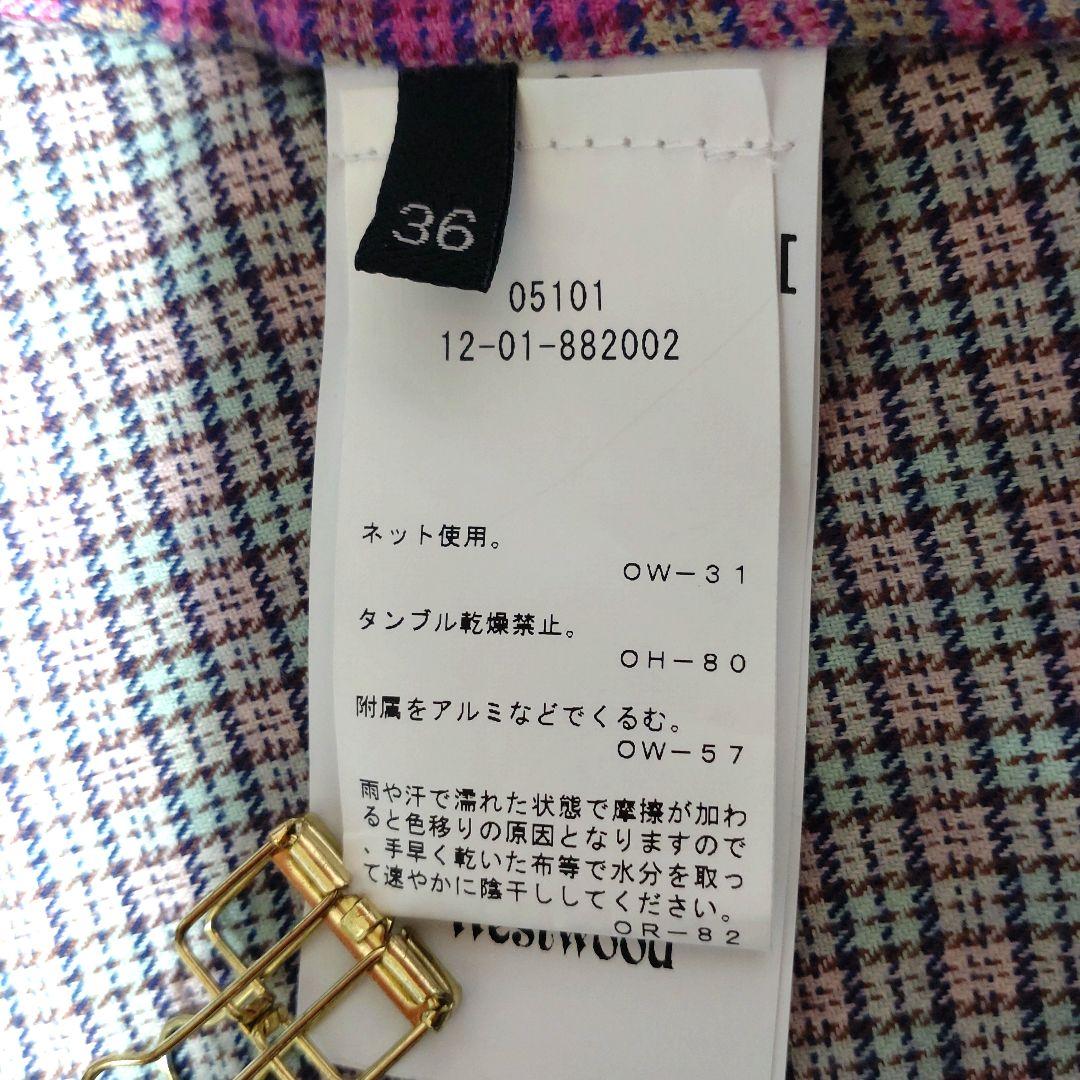 36
05101
12-01-882002
[
ネット使用。
OW－31
タンブル乾燥禁止。
OH－80
附属をアルミなどでくるむ。
OW－57
雨や汗で濡れた状態で摩擦が加わ
ると色移りの原因となりますので
、手早く乾いた布等で水分を取っ
て速やかに陰干ししてください。
OR－82
Westwood